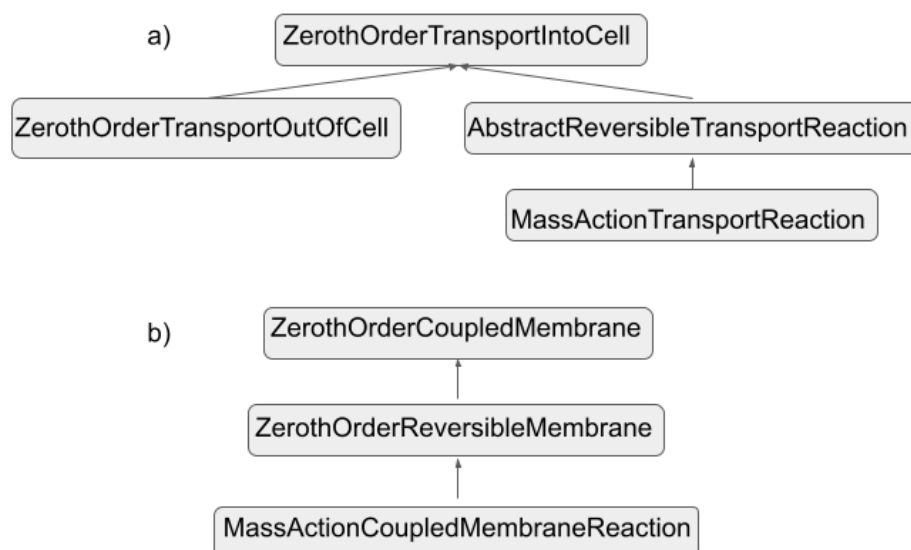 a)
ZerothOrderTransportIntoCell
ZerothOrderTransportOutOfCell
AbstractReversibleTransportReaction
MassActionTransportReaction
b)
ZerothOrderCoupledMembrane
ZerothOrderReversibleMembrane
MassActionCoupledMembraneReaction